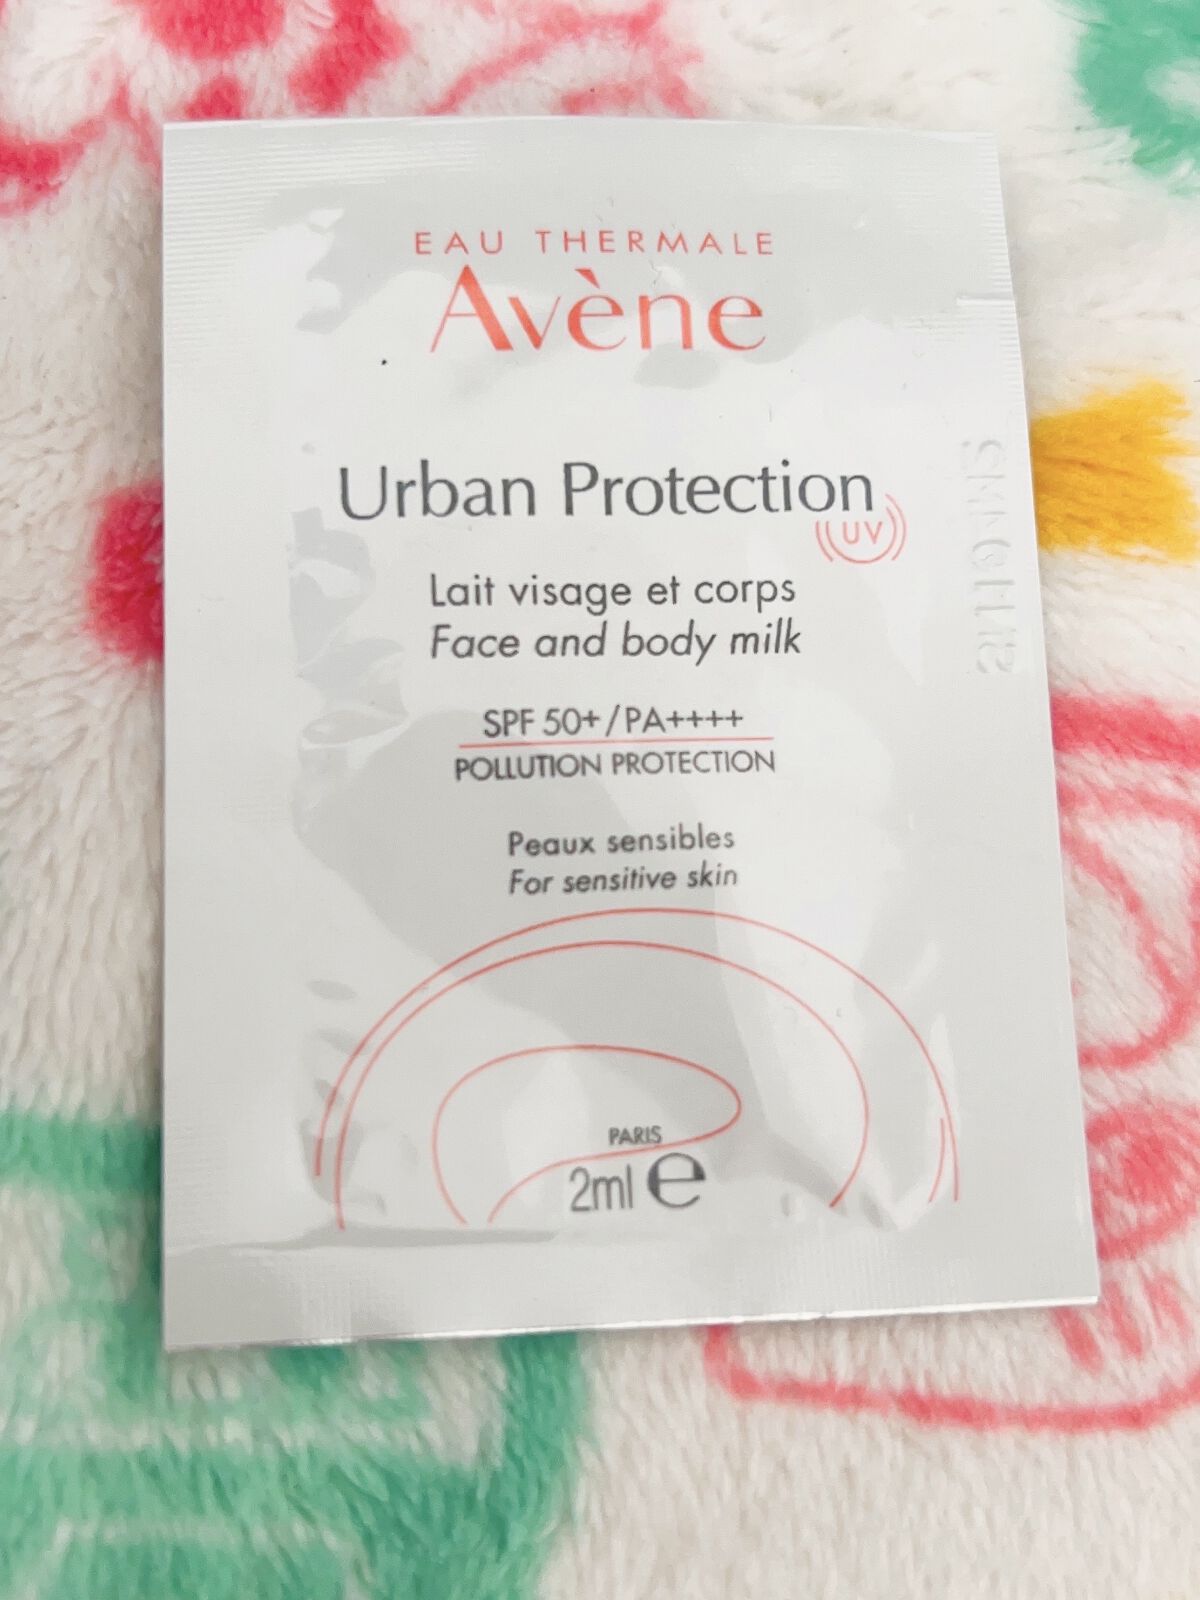 EAU THERMALE
Avène
Urban Protection
UV
Lait visage et corps
Face and body milk
SPF 50+/PA++++
POLLUTION PROTECTION
Peaux sensibles
For sensitive skin
PARIS
2ml e